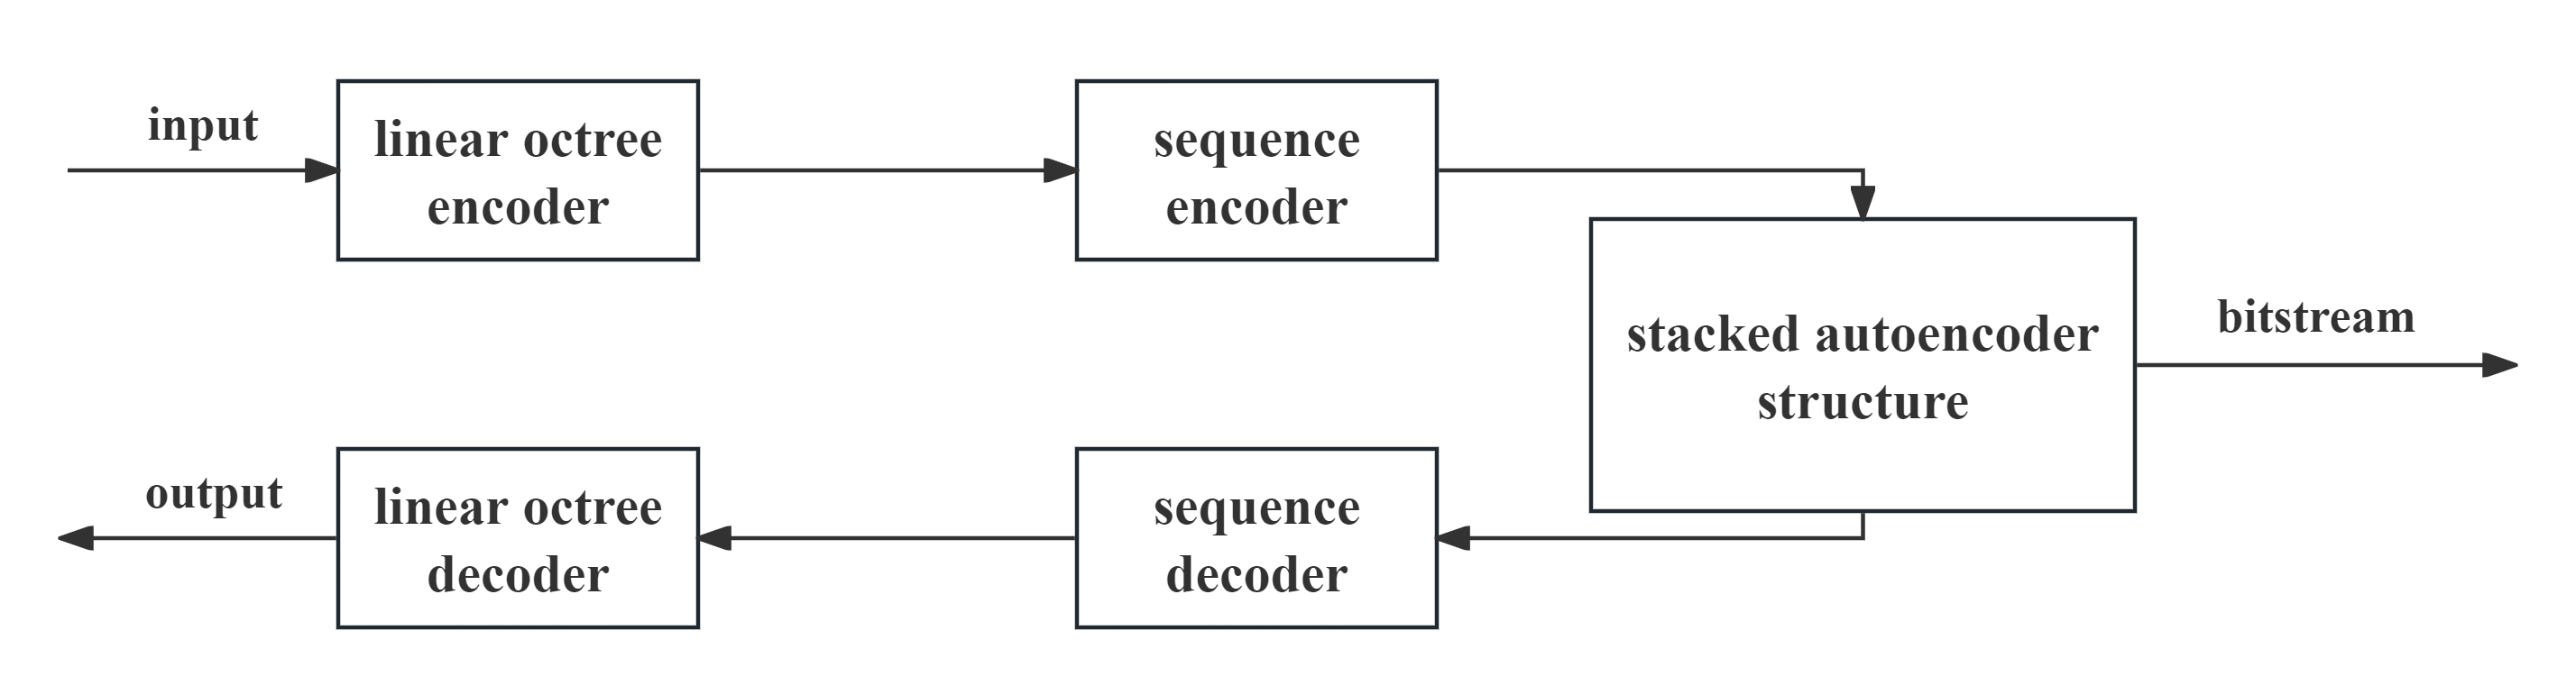 input
linear octree
encoder
sequence
encoder
stacked autoencoder
structure
bitstream
output
linear octree
decoder
sequence
decoder